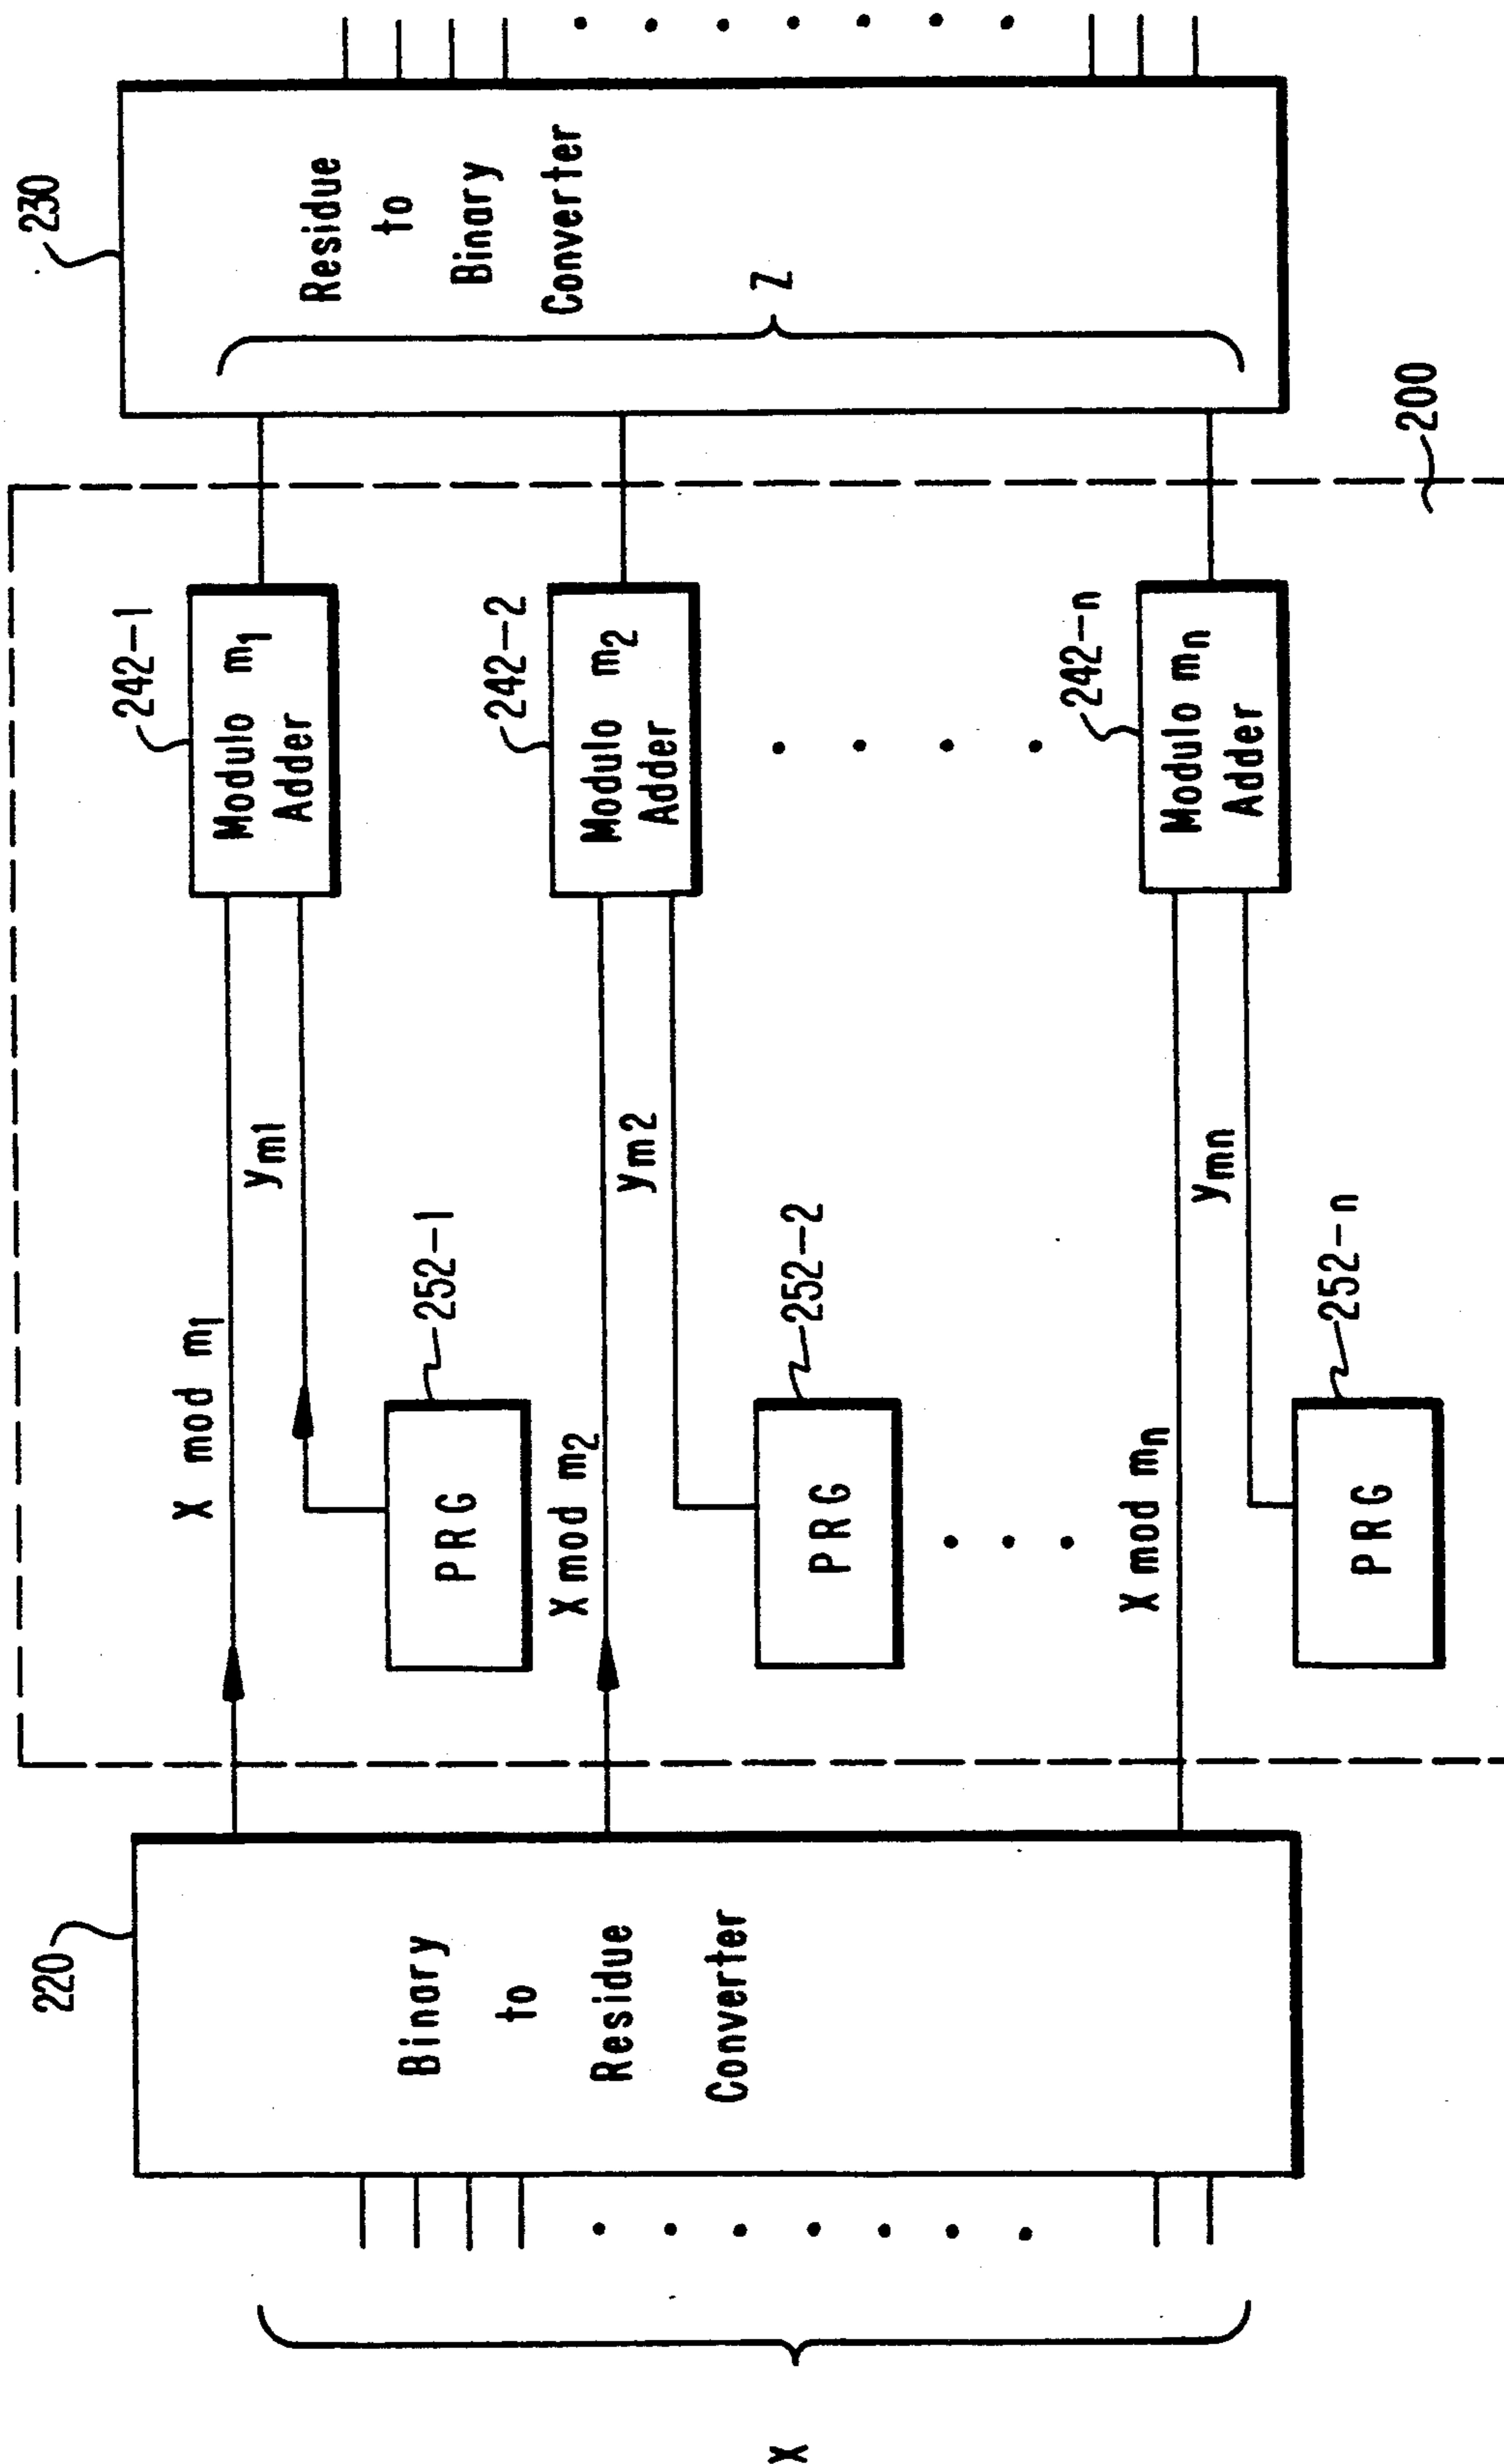 X
220
Binary
to
Residue
Converter
X mod m1
ym1
PRG
252-1
Modulo m1
Adder
242-1
X mod m2
ym2
PRG
252-2
Modulo m2
Adder
242-2
X mod mn
ymn
PRG
252-n
Modulo mn
Adder
242-n
200
230
Residue
to
Binary
Converter
Z